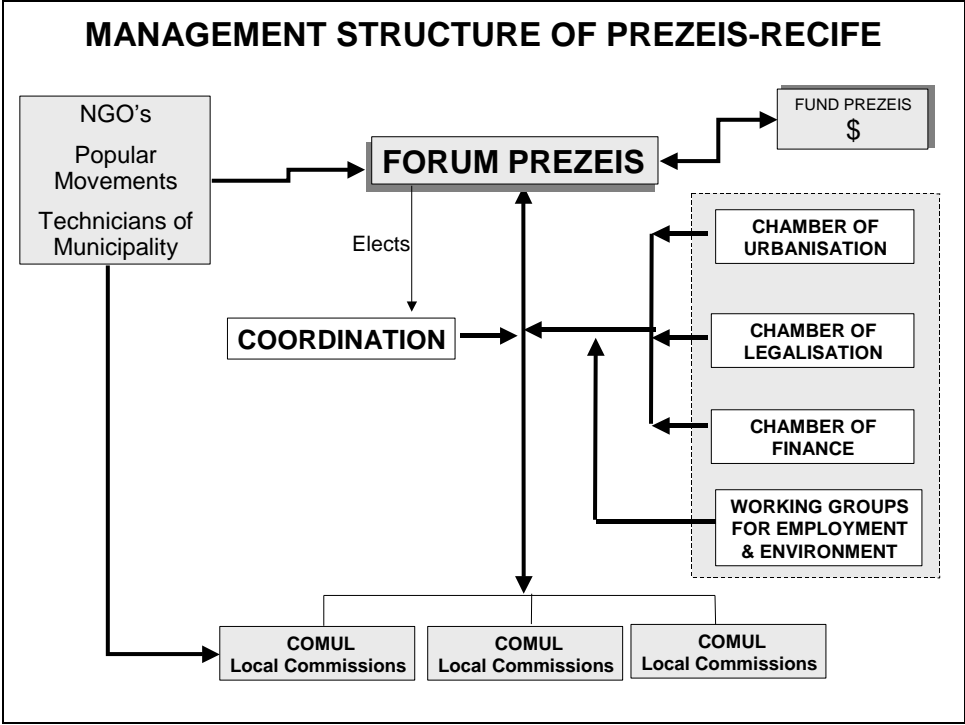 MANAGEMENT STRUCTURE OF PREZEIS-RECIFE
NGO's
Popular
Movements
Technicians of
Municipality
FORUM PREZEIS
FUND PREZEIS
$
Elects
COORDINATION
CHAMBER OF
URBANISATION
CHAMBER OF
LEGALISATION
CHAMBER OF
FINANCE
WORKING GROUPS
FOR EMPLOYMENT
& ENVIRONMENT
COMUL
Local Commissions
COMUL
Local Commissions
COMUL
Local Commissions